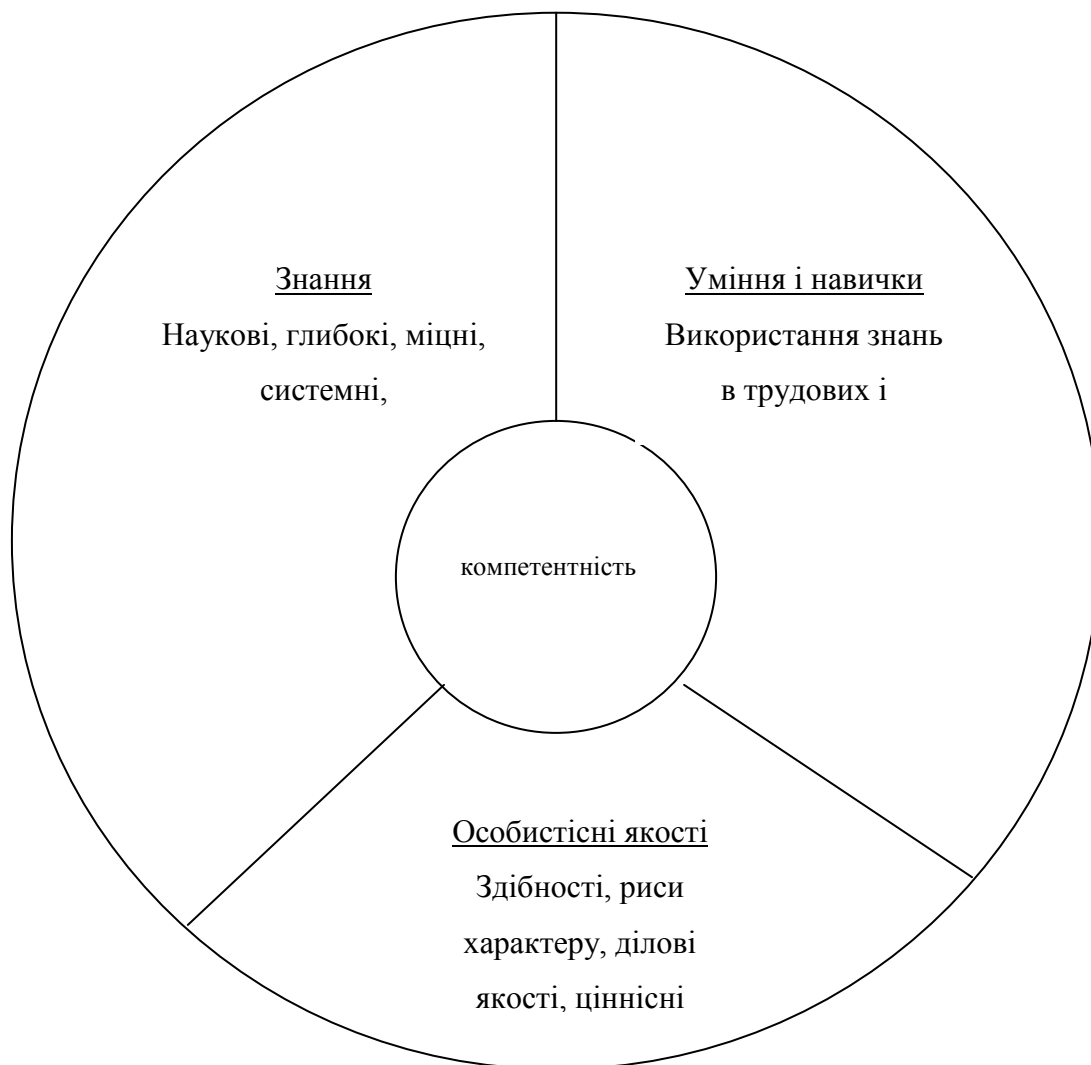 Знання
Наукові, глибокі, міцні,
системні,
Уміння і навички
Використання знань
в трудових і
компетентність
Особистісні якості
Здібності, риси
характеру, ділові
якості, ціннісні